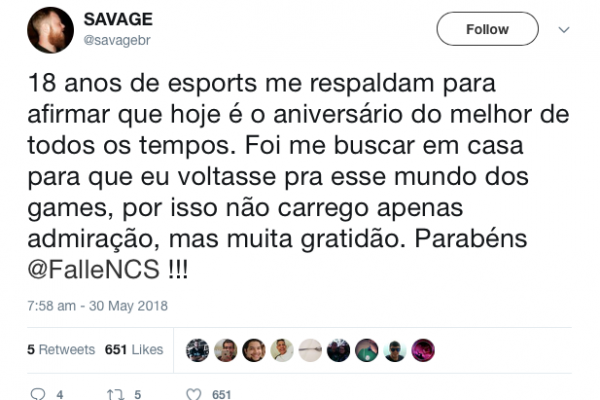 SAVAGE
@savagebr
Follow
18 anos de esports me respaldam para
afirmar que hoje é o aniversário do melhor de
todos os tempos. Foi me buscar em casa
para que eu voltasse pra esse mundo dos
games, por isso não carrego apenas
admiração, mas muita gratidão. Parabéns
@FalleNCS !!!
7:58 am - 30 May 2018
5 Retweets 651 Likes
4 5 651